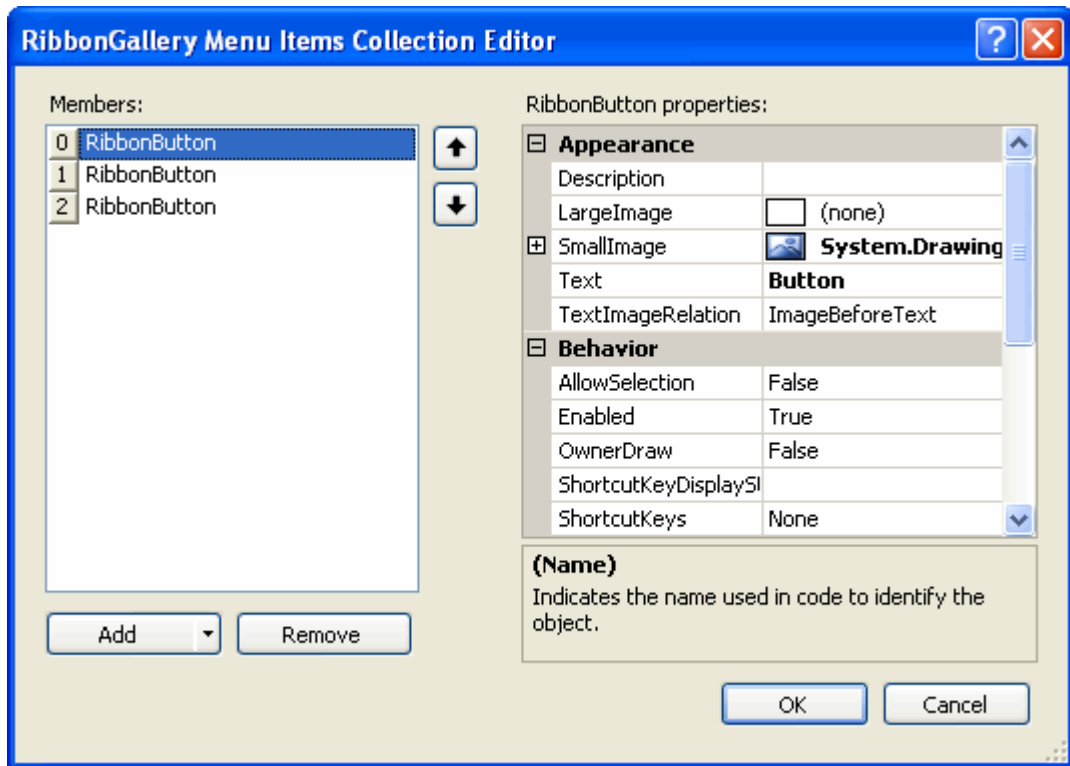 RibbonGallery Menu Items Collection Editor
Members:
0 RibbonButton
1 RibbonButton
2 RibbonButton
Add
Remove
RibbonButton properties:
Appearance
Description
LargeImage (none)
SmallImage System.Drawing
Text Button
TextImageRelation ImageBeforeText
Behavior
AllowSelection False
Enabled True
OwnerDraw False
ShortcutKeyDisplaySt
ShortcutKeys None
(Name)
Indicates the name used in code to identify the
object.
OK
Cancel